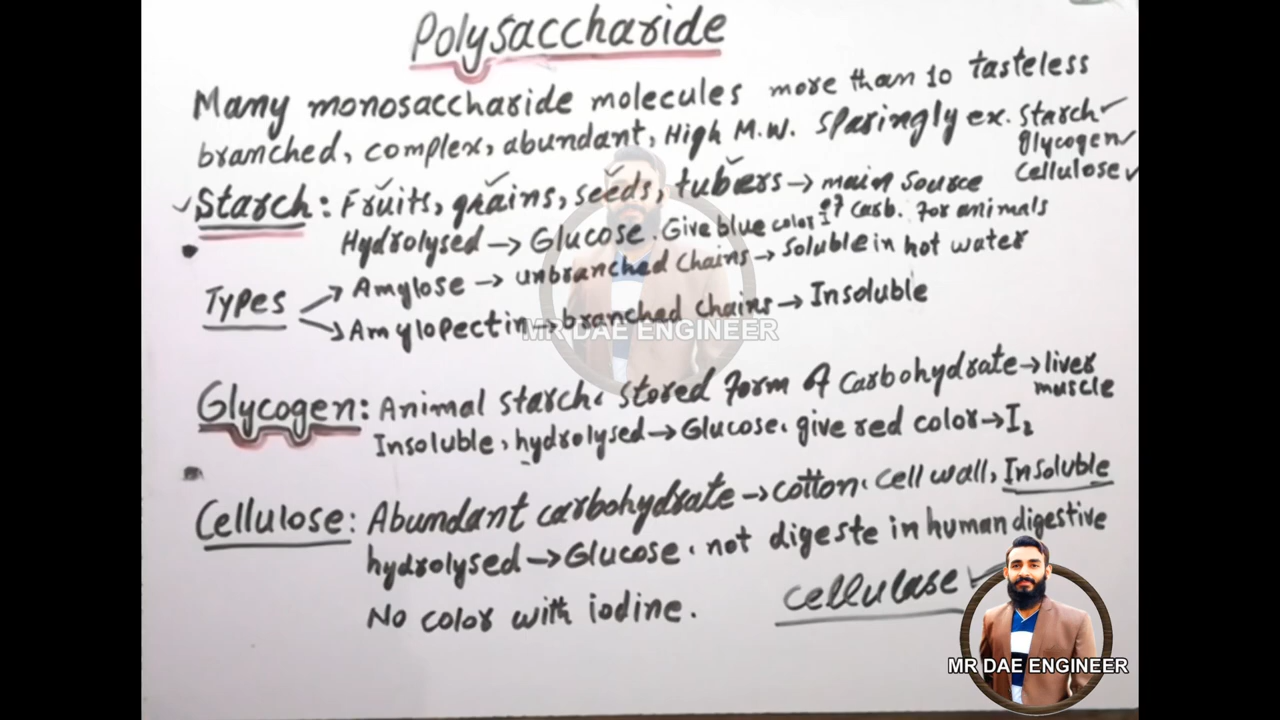 Polysaccharide
Many monosaccharide molecules more than 10 tasteless
branched, complex, abundant, High M.W. Sparingly ex. Starch
glycogen
Cellulose
Starch: Fruits, grains, seeds, tubers → main source
of carb. For animals
Hydrolysed → Glucose. Give blue color I
Types → Amylose → unbranched chains → Soluble in hot water
→ Amylopectin → branched chains → Insoluble
MR DAE ENGINEER
Glycogen: Animal starch, stored form of Carbohydrate → liver
muscle
Insoluble, hydrolysed → Glucose, give red color → I2
Cellulose: Abundant carbohydrate → cotton, cell wall, Insoluble
hydrolysed → Glucose, not digeste in human digestive
No color with iodine.
Cellulase
MR DAE ENGINEER